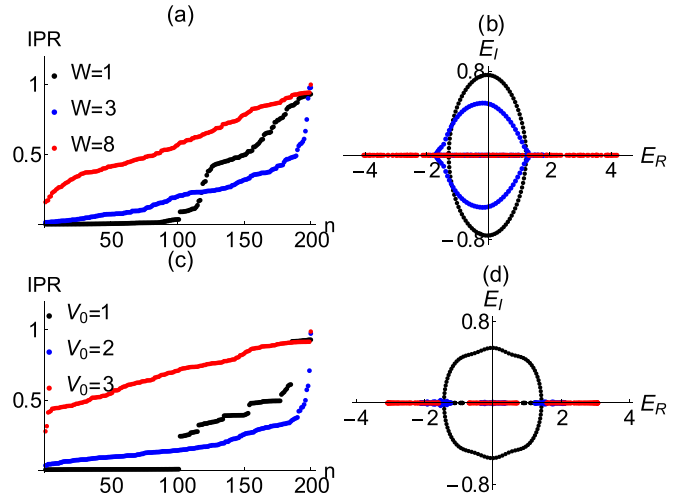 (a)
IPR
1
0.5
W=1
W=3
W=8
50
100
150
200
n
(b)
E_I
0.8
−4
−2
2
4
E_R
−0.8
(c)
IPR
1
0.5
V_0=1
V_0=2
V_0=3
50
100
150
200
n
(d)
E_I
0.8
−4
−2
2
4
E_R
−0.8